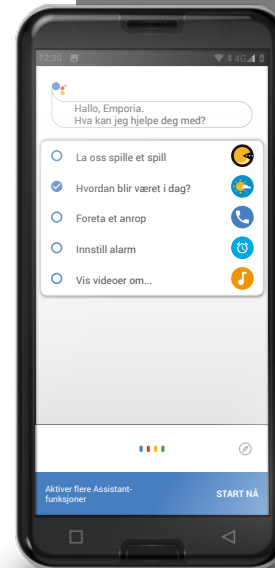 12:30
4G
Hallo, Emporia.
Hva kan jeg hjelpe deg med?
La oss spille et spill
Hvordan blir været i dag?
Foreta et anrop
Innstill alarm
Vis videoer om...
Aktiver flere Assistant-
funksjoner
START NÅ